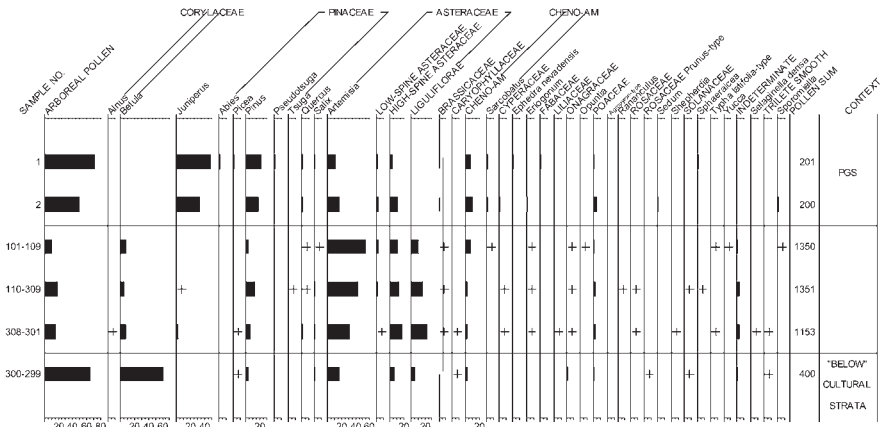 CORYLACEAE
PINACEAE
ASTERACEAE
CHENO-AM
SAMPLE NO.
ARBOREAL POLLEN
Alnus
Betula
Juniperus
Abies
Picea
Pinus
Pseudotsuga
Tsuga
Quercus
Salix
Artemisia
LOW-SPINE ASTERACEAE
HIGH-SPINE ASTERACEAE
LIGULIFLORAE
BRASSICACEAE
CARYOPHYLLACEAE
CHENO-AM
Sarcobatus
CYPERACEAE
Ephedra nevadensis
Eriogonum
FABACEAE
LILIACEAE
ONAGRACEAE
Opuntia
POACEAE
Ranunculus
ROSACEAE
ROSACEAE Prunus-type
Sedum
Shepherdia
SOLANACEAE
Sphaeralcea
Typha latifolia-type
Yucca
INDETERMINATE
Selaginella densa
TRILETE SMOOTH
Sporormiella
POLLEN SUM
CONTEXT
1
201
PGS
2
200
101-109
+ + + + + + + + + +
1350
110-309
+ + + + + + + + + + +
1351
308-301
+ + + + + + + + + + + + + +
1153
300-299
+ + + + +
400
"BELOW"
CULTURAL
STRATA
20 40 60 80
20 40 60
20 40
20
20 40 60
20
20
20